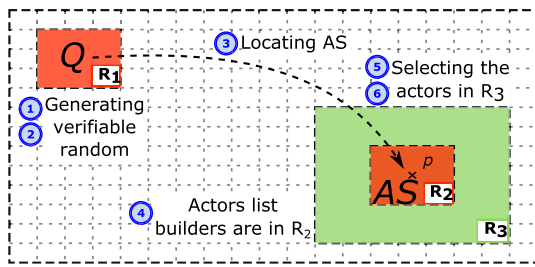 Q
R1
3 Locating AS
5 Selecting the
6 actors in R3
1 Generating
2 verifiable
random
p
AS
R2
4 Actors list
builders are in R2
R3